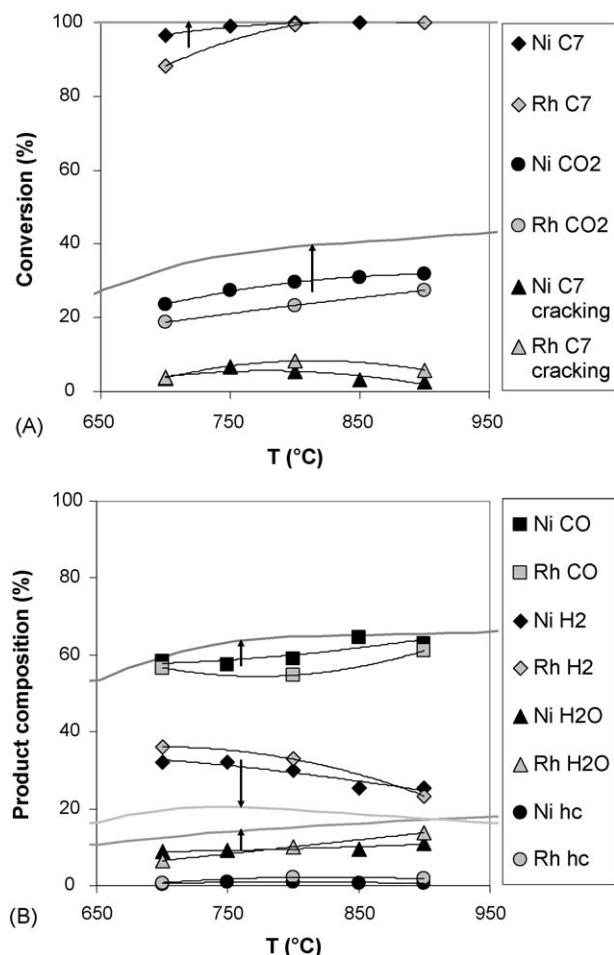 100
80
60
40
20
0
Conversion (%)
650
750
850
950
T (°C)
(A)
Ni C7
Rh C7
Ni CO2
Rh CO2
Ni C7
cracking
Rh C7
cracking
100
80
60
40
20
0
Product composition (%)
650
750
850
950
T (°C)
(B)
Ni CO
Rh CO
Ni H2
Rh H2
Ni H2O
Rh H2O
Ni hc
Rh hc